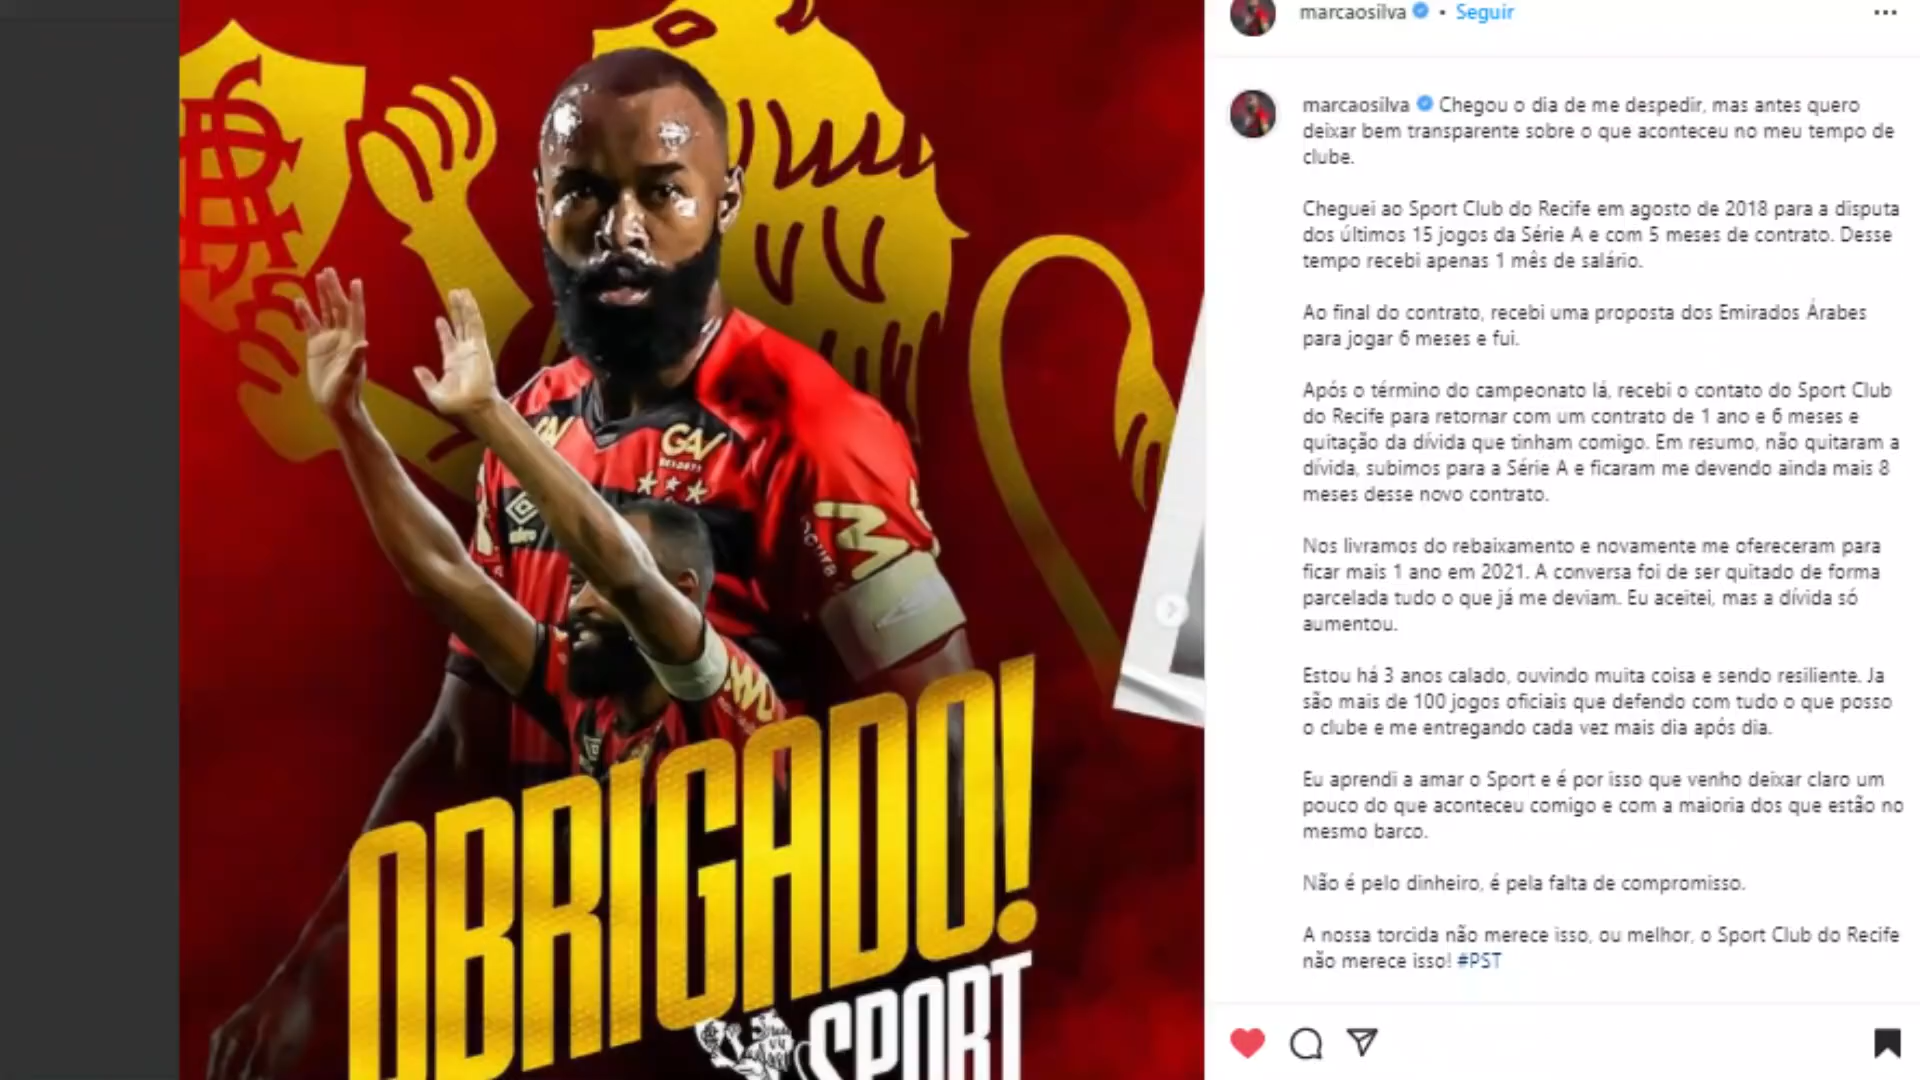 marcaosilva • Seguir
marcaosilva Chegou o dia de me despedir, mas antes quero
deixar bem transparente sobre o que aconteceu no meu tempo de
clube.
Cheguei ao Sport Club do Recife em agosto de 2018 para a disputa
dos últimos 15 jogos da Série A e com 5 meses de contrato. Desse
tempo recebi apenas 1 mês de salário.
Ao final do contrato, recebi uma proposta dos Emirados Árabes
para jogar 6 meses e fui.
Após o término do campeonato lá, recebi o contato do Sport Club
do Recife para retornar com um contrato de 1 ano e 6 meses e
quitação da dívida que tinham comigo. Em resumo, não quitaram a
dívida, subimos para a Série A e ficaram me devendo ainda mais 8
meses desse novo contrato.
Nos livramos do rebaixamento e novamente me ofereceram para
ficar mais 1 ano em 2021. A conversa foi de ser quitado de forma
parcelada tudo o que já me deviam. Eu aceitei, mas a dívida só
aumentou.
Estou há 3 anos calado, ouvindo muita coisa e sendo resiliente. Ja
são mais de 100 jogos oficiais que defendo com tudo o que posso
o clube e me entregando cada vez mais dia após dia.
Eu aprendi a amar o Sport e é por isso que venho deixar claro um
pouco do que aconteceu comigo e com a maioria dos que estão no
mesmo barco.
Não é pelo dinheiro, é pela falta de compromisso.
A nossa torcida não merece isso, ou melhor, o Sport Club do Recife
não merece isso! #PST
GAV
OBRIGADO!
SPORT